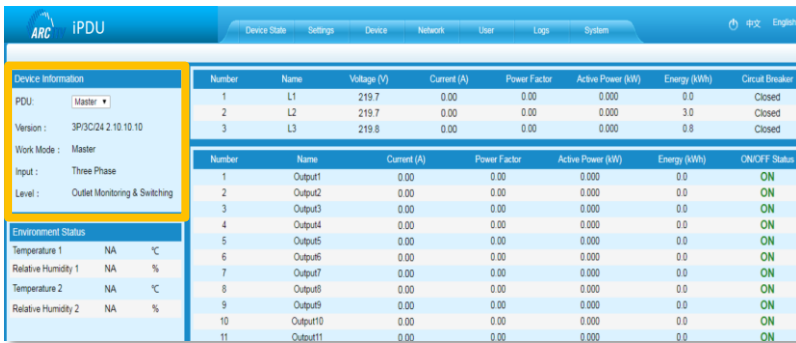 ARC iPDU
Device State Settings Device Network User Logs System
中文 English
Device Information
PDU: Master
Version : 3P/3C/24 2.10.10.10
Work Mode : Master
Input : Three Phase
Level : Outlet Monitoring & Switching
Environment Status
Temperature 1 NA ℃
Relative Humidity 1 NA %
Temperature 2 NA ℃
Relative Humidity 2 NA %
Number Name Voltage (V) Current (A) Power Factor Active Power (kW) Energy (kWh) Circuit Breaker
1 L1 219.7 0.00 0.00 0.000 0.0 Closed
2 L2 219.7 0.00 0.00 0.000 3.0 Closed
3 L3 219.8 0.00 0.00 0.000 0.8 Closed
Number Name Current (A) Power Factor Active Power (kW) Energy (kWh) ON/OFF Status
1 Output1 0.00 0.00 0.000 0.0 ON
2 Output2 0.00 0.00 0.000 0.0 ON
3 Output3 0.00 0.00 0.000 0.0 ON
4 Output4 0.00 0.00 0.000 0.0 ON
5 Output5 0.00 0.00 0.000 0.0 ON
6 Output6 0.00 0.00 0.000 0.0 ON
7 Output7 0.00 0.00 0.000 0.0 ON
8 Output8 0.00 0.00 0.000 0.0 ON
9 Output9 0.00 0.00 0.000 0.0 ON
10 Output10 0.00 0.00 0.000 0.0 ON
11 Output11 0.00 0.00 0.000 0.0 ON